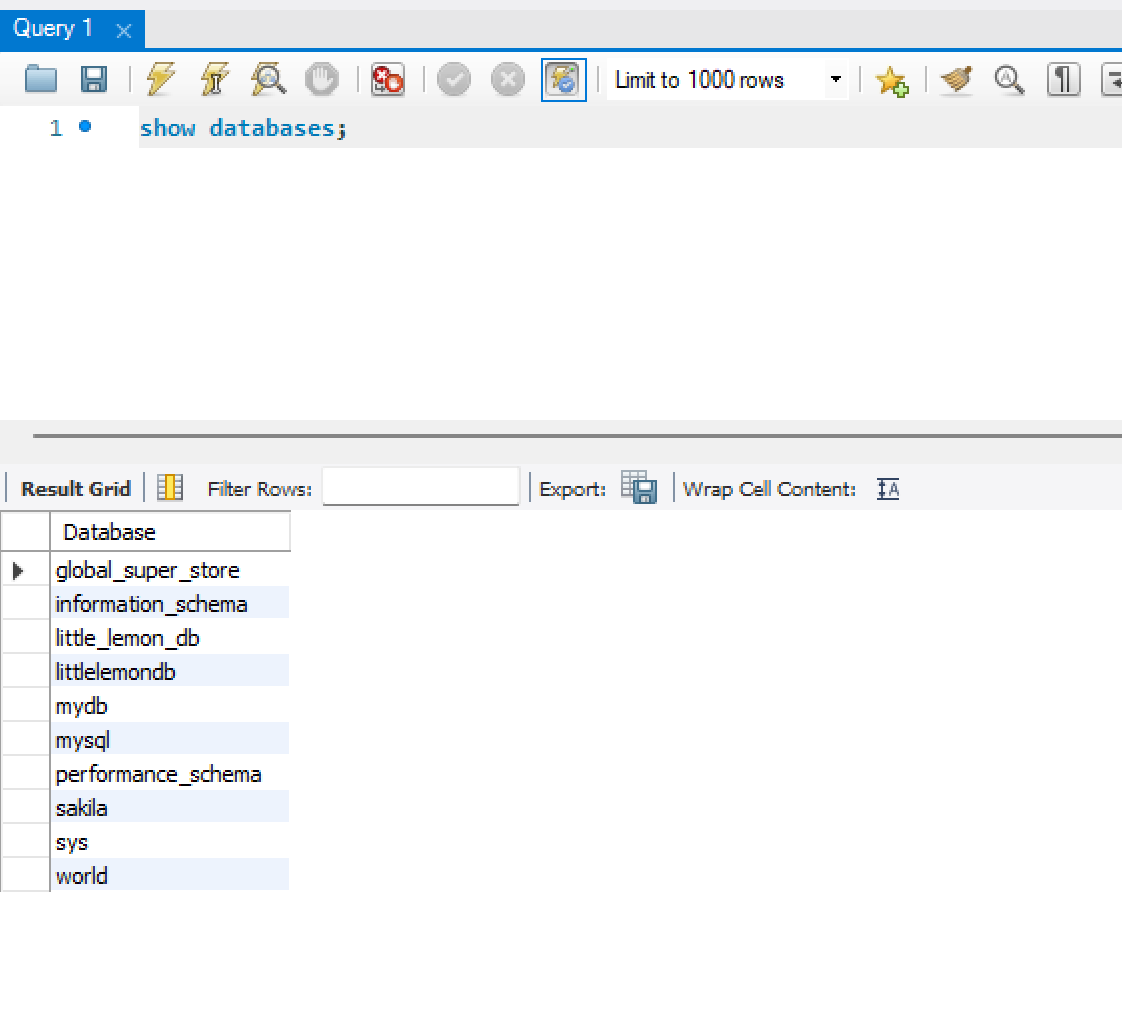 Query 1
Limit to 1000 rows
1 show databases;
Result Grid Filter Rows: Export: Wrap Cell Content:
Database
global_super_store
information_schema
little_lemon_db
littlelemondb
mydb
mysql
performance_schema
sakila
sys
world